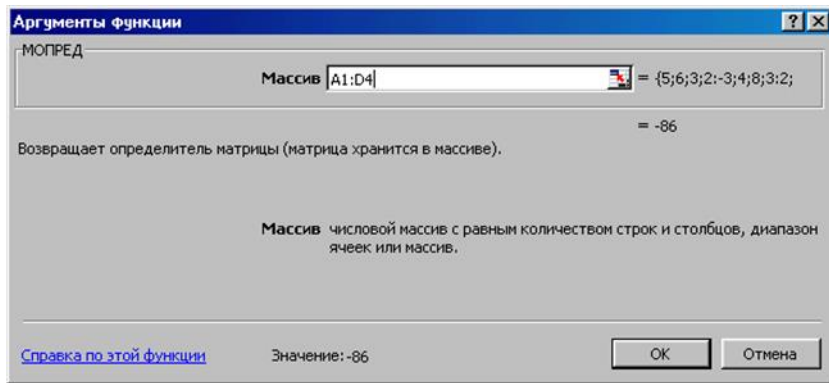 Аргументы функции
МОПРЕД
Массив A1:D4 = {5;6;3;2:-3;4;8;3:2;
= -86
Возвращает определитель матрицы (матрица хранится в массиве).
Массив числовой массив с равным количеством строк и столбцов, диапазон
ячеек или массив.
Справка по этой функции Значение:-86 OK Отмена